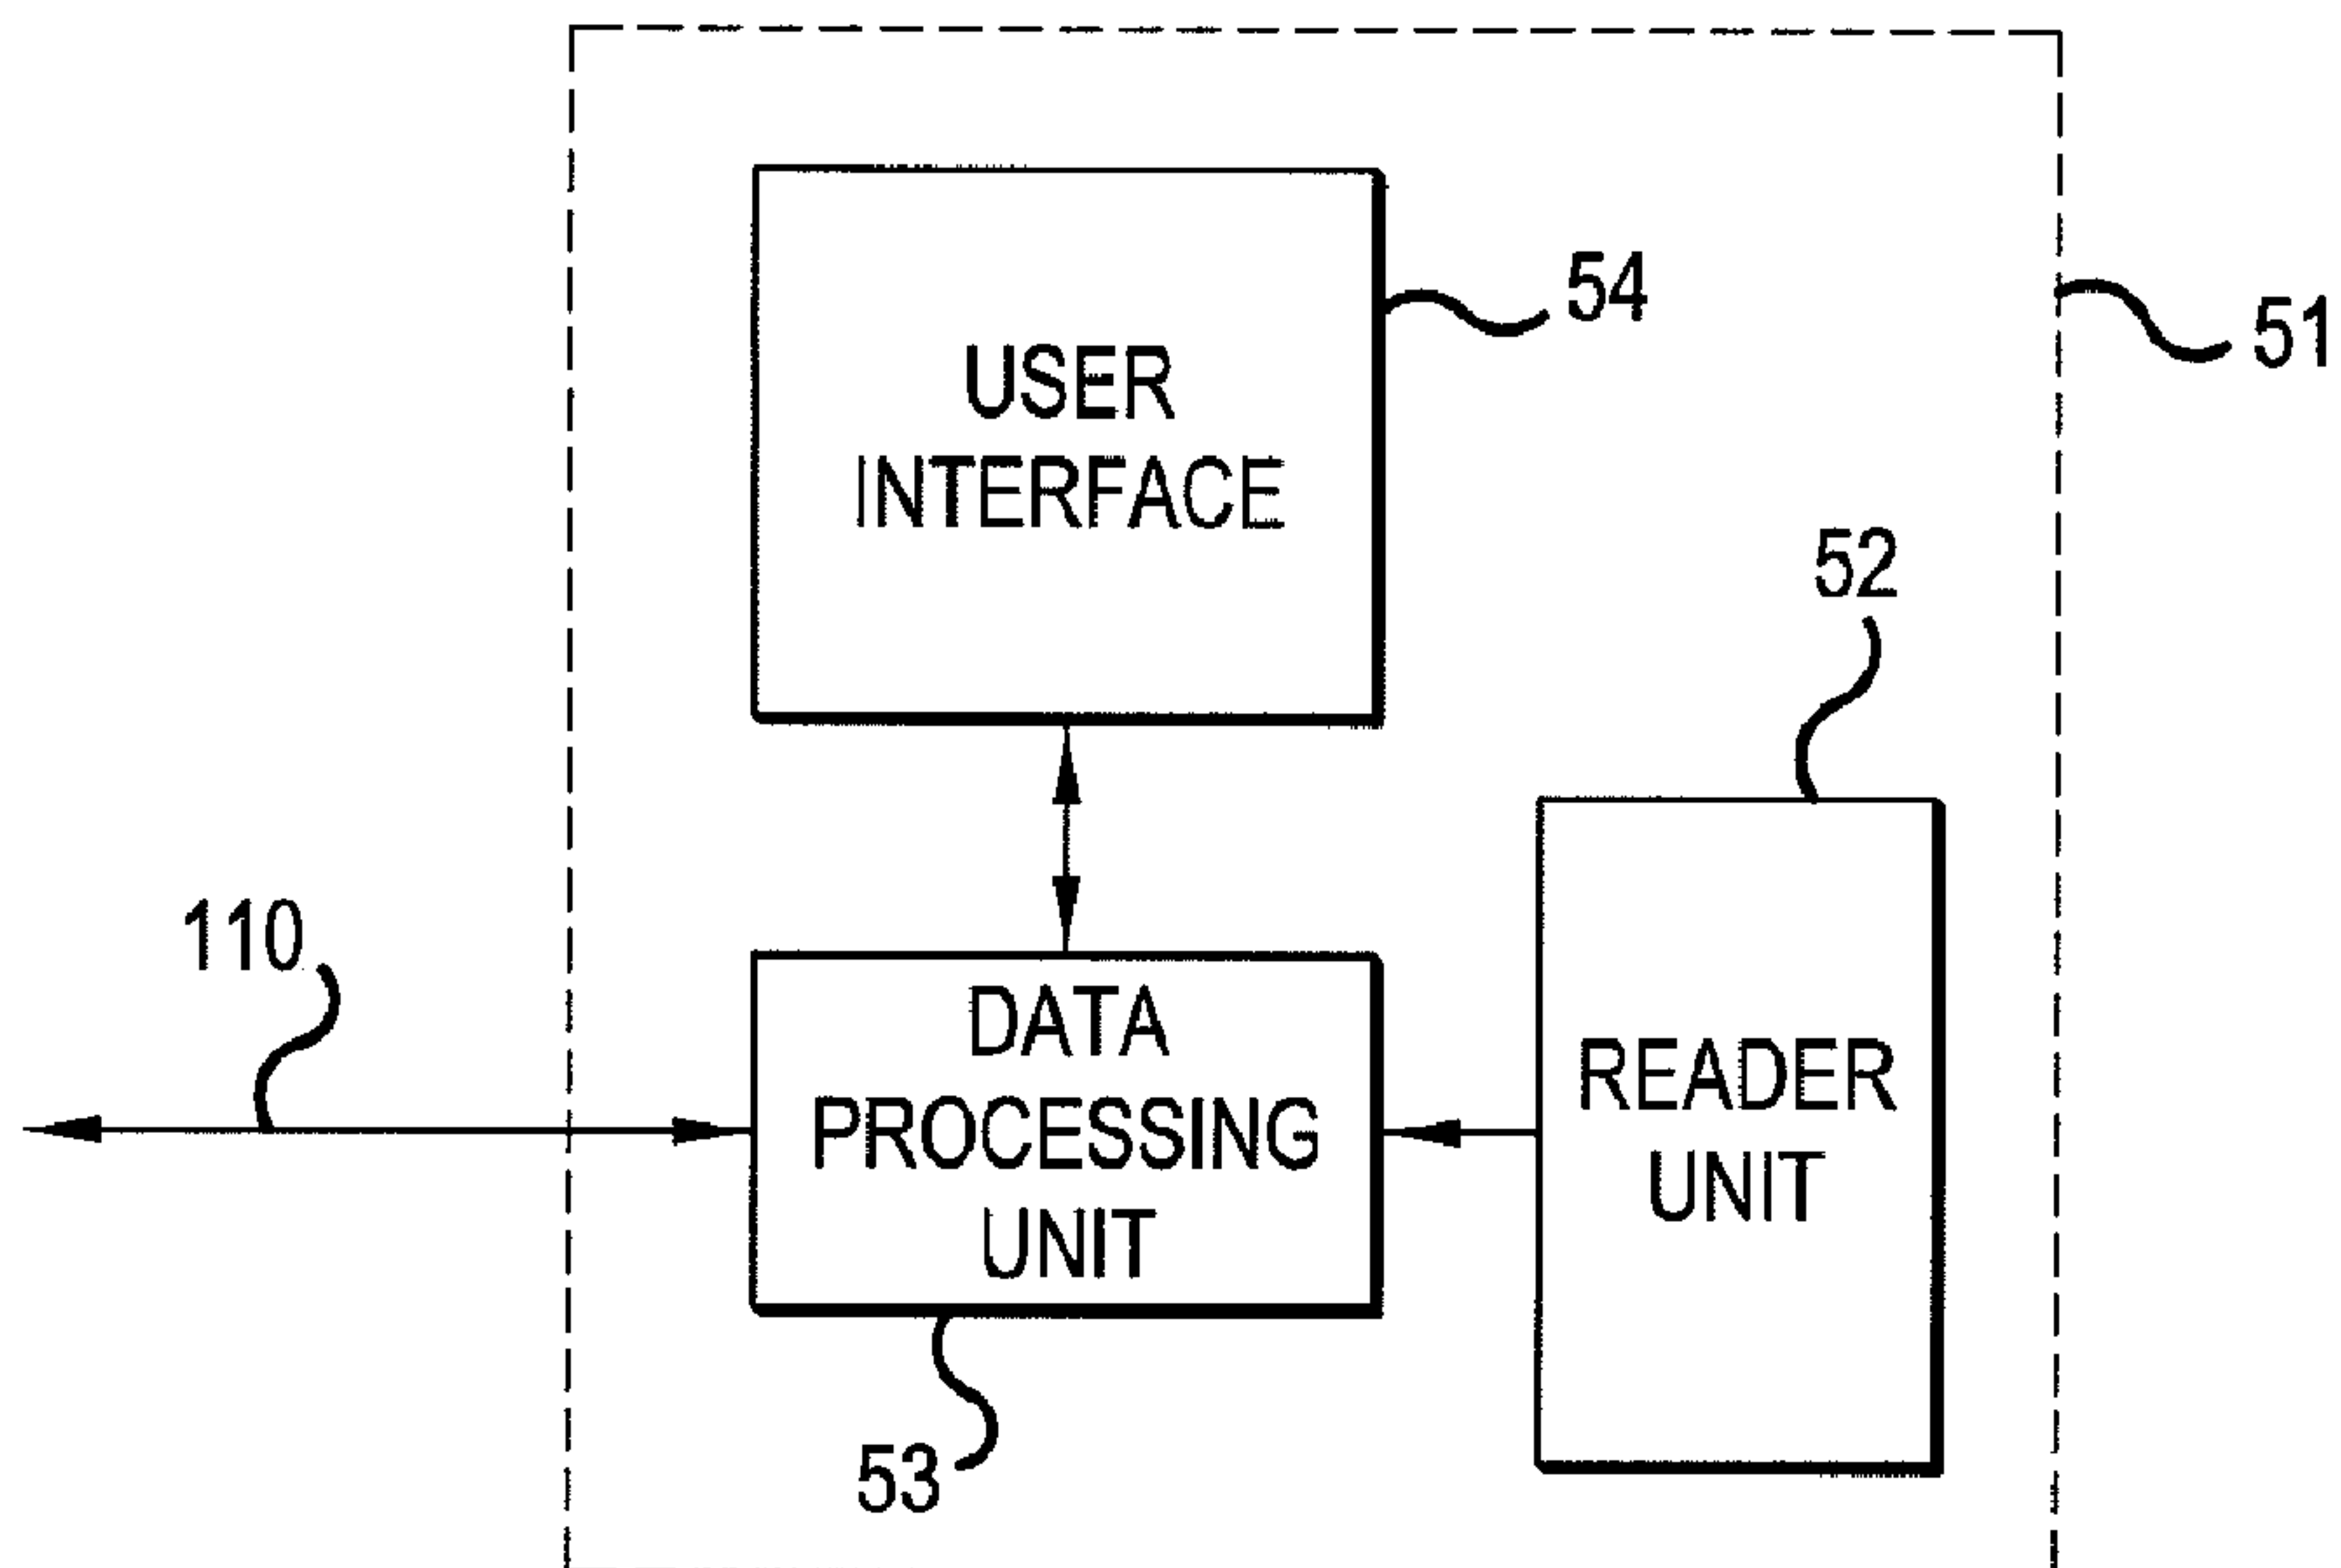 USER
INTERFACE
54
51
52
110
DATA
PROCESSING
UNIT
READER
UNIT
53